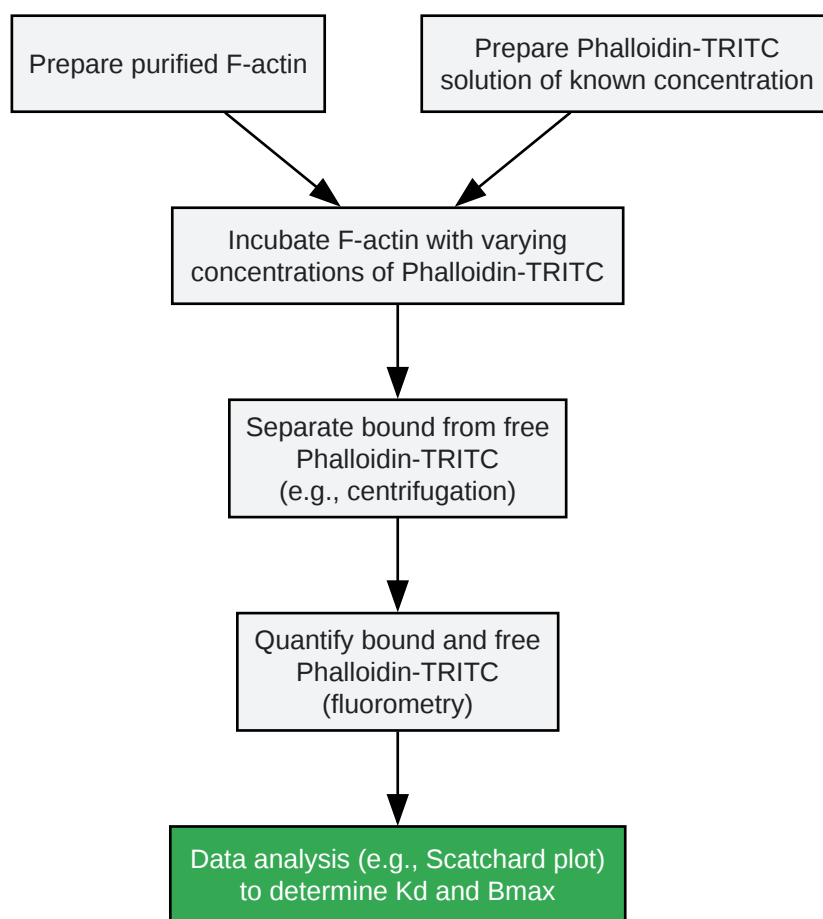 Prepare purified F-actin
Prepare Phalloidin-TRITC
solution of known concentration
Incubate F-actin with varying
concentrations of Phalloidin-TRITC
Separate bound from free
Phalloidin-TRITC
(e.g., centrifugation)
Quantify bound and free
Phalloidin-TRITC
(fluorometry)
Data analysis (e.g., Scatchard plot)
to determine Kd and Bmax